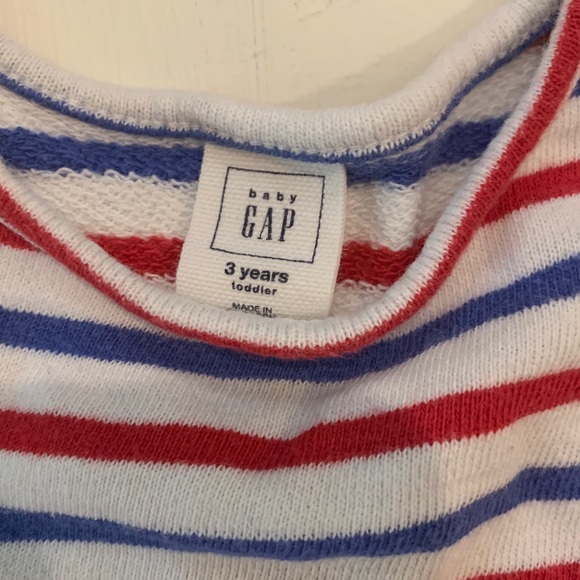 baby
GAP
3 years
toddler
MADE IN